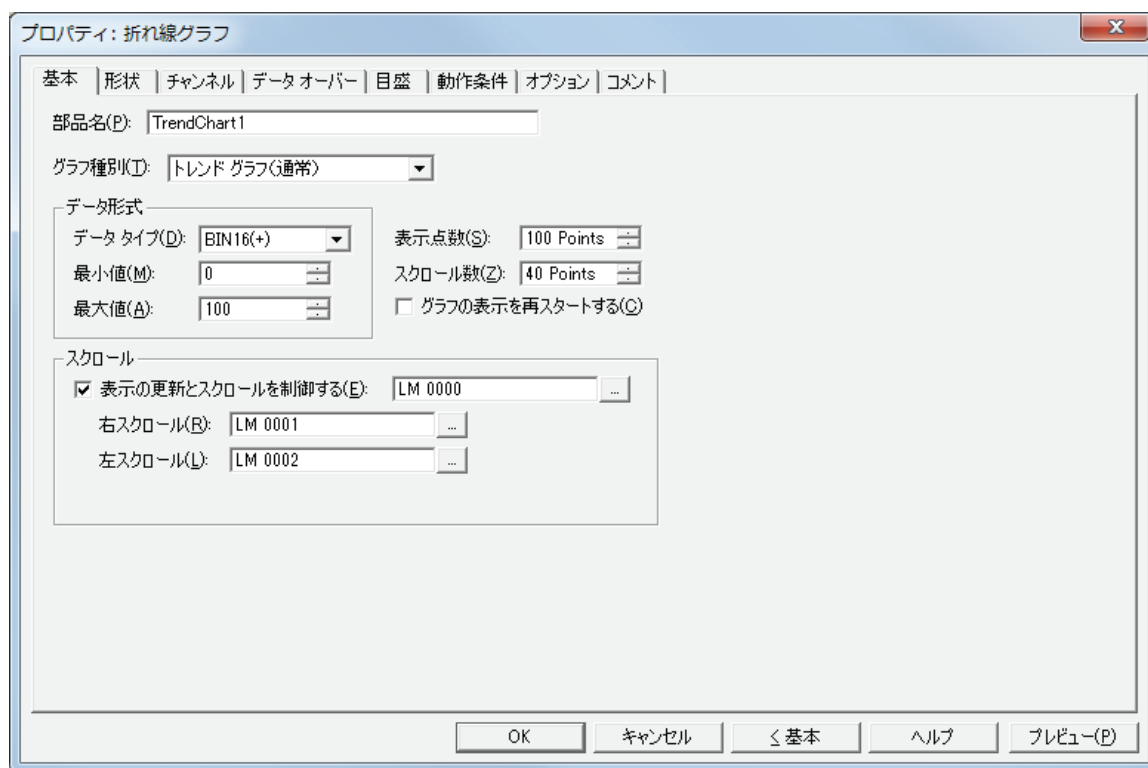 プロパティ: 折れ線グラフ
基本 形状 チャンネル データ オーバー 目盛 動作条件 オプション コメント
部品名(P): TrendChart1
グラフ種別(T): トレンド グラフ(通常)
データ形式
データ タイプ(D): BIN16(+) 表示点数(S): 100 Points
最小値(M): 0 スクロール数(Z): 40 Points
最大値(A): 100 グラフの表示を再スタートする(C)
スクロール
表示の更新とスクロールを制御する(E): LM 0000 ...
右スクロール(R): LM 0001 ...
左スクロール(L): LM 0002 ...
OK キャンセル < 基本 ヘルプ プレビュー(P)